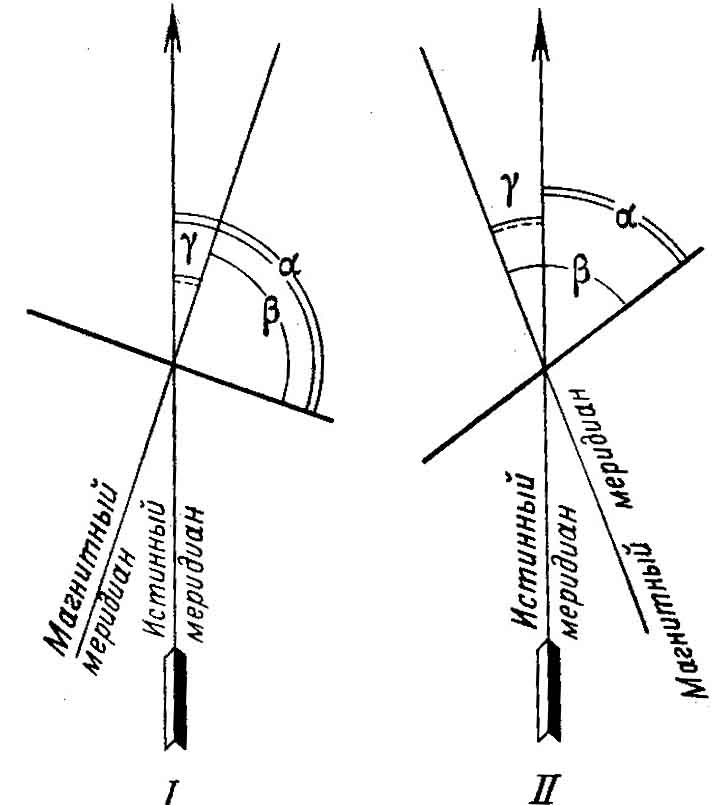 γ
α
β
Магнитный
меридиан
Истинный
меридиан
I
γ
α
β
Истинный
меридиан
Магнитный меридиан
II